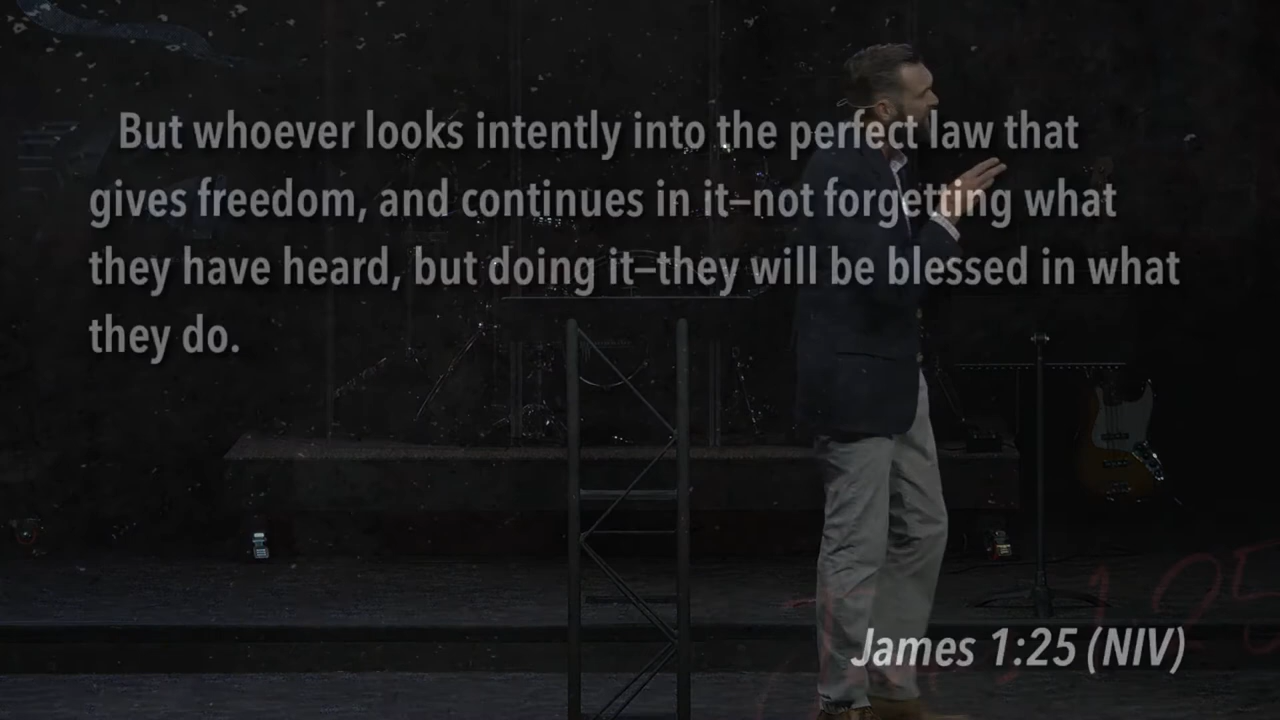 But whoever looks intently into the perfect law that
gives freedom, and continues in it—not forgetting what
they have heard, but doing it—they will be blessed in what
they do.
James 1:25 (NIV)